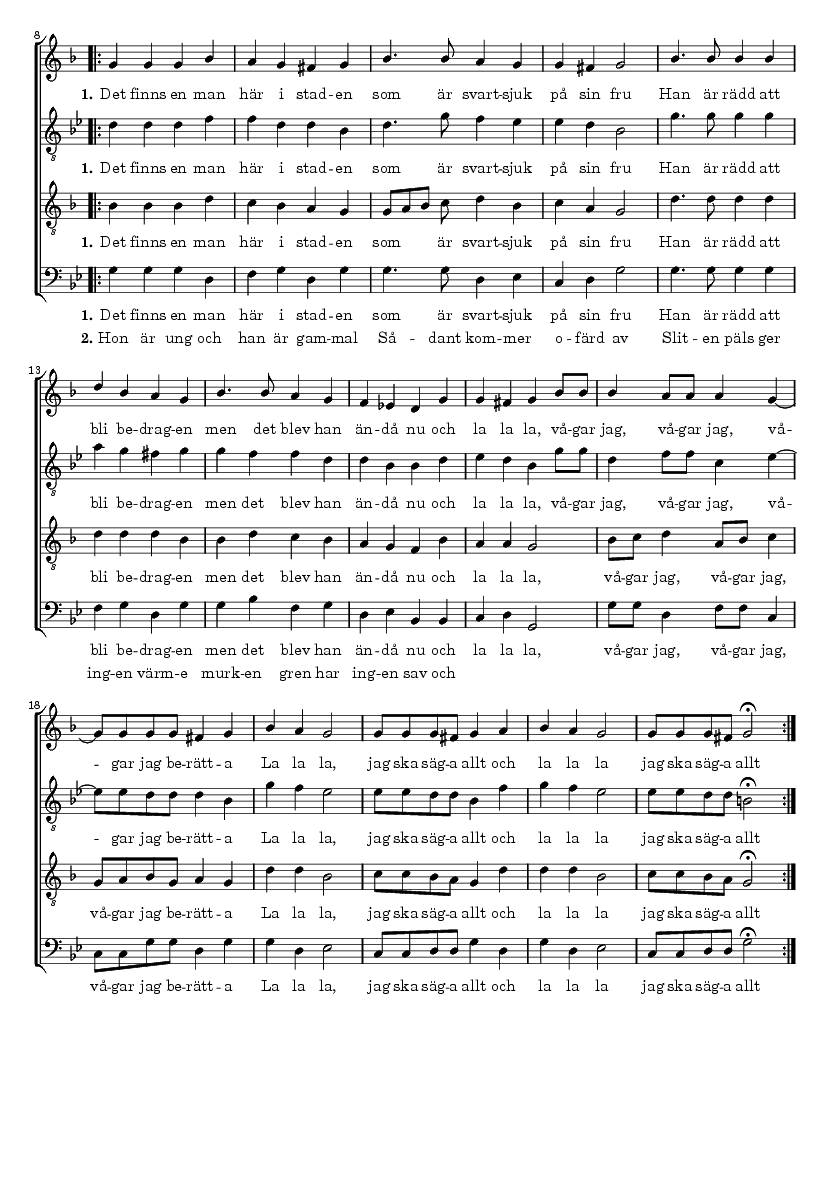 8
1. Det finns en man här i stad-en som är svart-sjuk på sin fru Han är rädd att
1. Det finns en man här i stad-en som är svart-sjuk på sin fru Han är rädd att
1. Det finns en man här i stad-en som är svart-sjuk på sin fru Han är rädd att
1. Det finns en man här i stad-en som är svart-sjuk på sin fru Han är rädd att
2. Hon är ung och han är gam-mal Så - dant kom-mer o-färd av Slit-en päls ger
13
bli be-drag-en men det blev han än-då nu och la la la, vå-gar jag, vå-gar jag, vå-
bli be-drag-en men det blev han än-då nu och la la la, vå-gar jag, vå-gar jag, vå-
bli be-drag-en men det blev han än-då nu och la la la, vå-gar jag, vå-gar jag,
bli be-drag-en men det blev han än-då nu och la la la, vå-gar jag, vå-gar jag,
ing-en värm-e murk-en gren har ing-en sav och
18
- gar jag be-rätt-a La la la, jag ska säg-a allt och la la la jag ska säg-a allt
- gar jag be-rätt-a La la la, jag ska säg-a allt och la la la jag ska säg-a allt
vå-gar jag be-rätt-a La la la, jag ska säg-a allt och la la la jag ska säg-a allt
vå-gar jag be-rätt-a La la la, jag ska säg-a allt och la la la jag ska säg-a allt